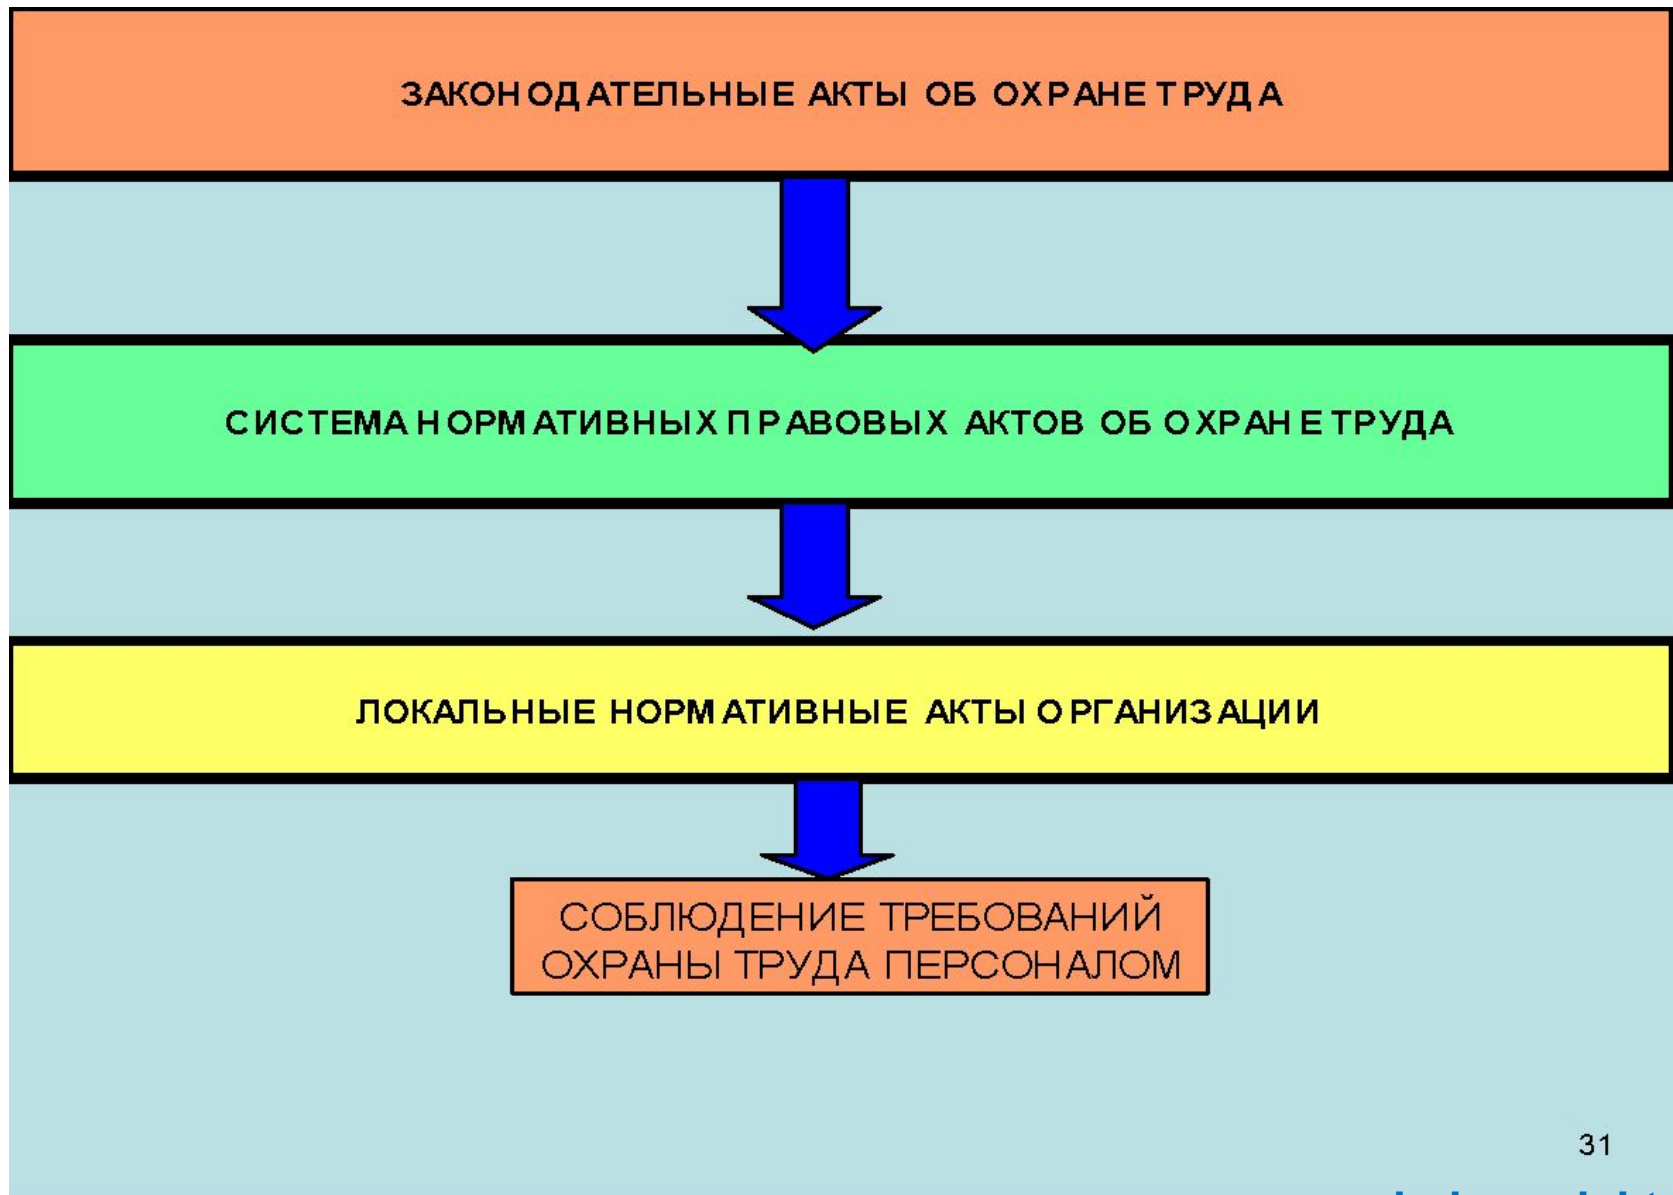 ЗАКОНОДАТЕЛЬНЫЕ АКТЫ ОБ ОХРАНЕ ТРУДА
СИСТЕМА НОРМАТИВНЫХ ПРАВОВЫХ АКТОВ ОБ ОХРАНЕ ТРУДА
ЛОКАЛЬНЫЕ НОРМАТИВНЫЕ АКТЫ ОРГАНИЗАЦИИ
СОБЛЮДЕНИЕ ТРЕБОВАНИЙ
ОХРАНЫ ТРУДА ПЕРСОНАЛОМ
31